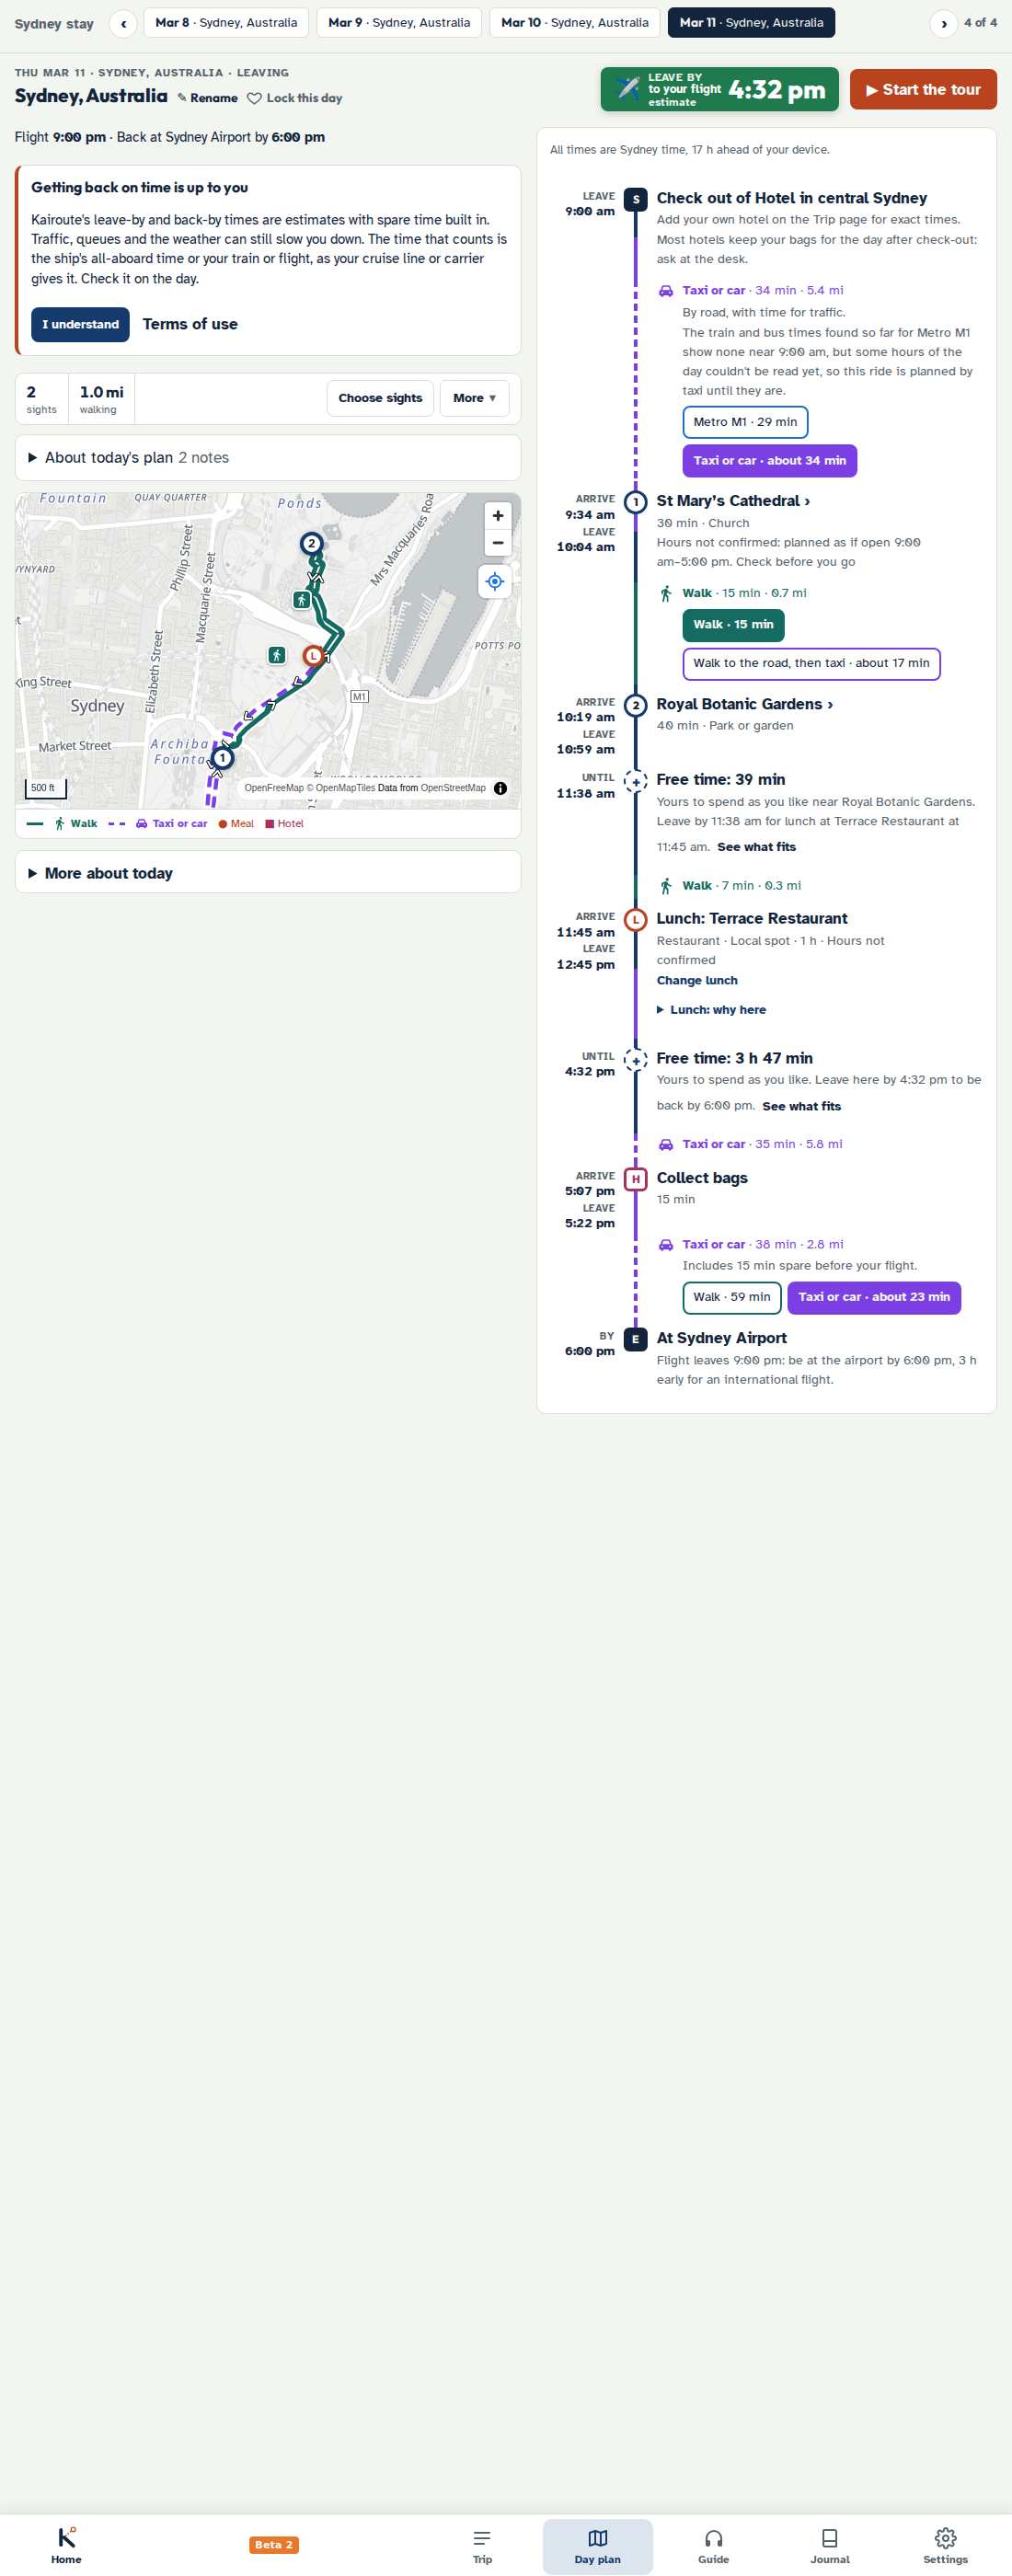 Sydney stay
‹
Mar 8 · Sydney, Australia
Mar 9 · Sydney, Australia
Mar 10 · Sydney, Australia
Mar 11 · Sydney, Australia
›
4 of 4
THU MAR 11 · SYDNEY, AUSTRALIA · LEAVING
Sydney, Australia
✎ Rename
Lock this day
LEAVE BY
to your flight
estimate
4:32 pm
▶ Start the tour
Flight 9:00 pm · Back at Sydney Airport by 6:00 pm
Getting back on time is up to you
Kairoute's leave-by and back-by times are estimates with spare time built in.
Traffic, queues and the weather can still slow you down. The time that counts is
the ship's all-aboard time or your train or flight, as your cruise line or carrier
gives it. Check it on the day.
I understand
Terms of use
2
sights
1.0 mi
walking
Choose sights
More ▼
▶ About today's plan 2 notes
Fountain
QUAY QUARTER
Ponds
Mrs Macquaries Roa
Phillip Street
Macquarie Street
WYNYARD
2
L
POTTS PO
King Street
Elizabeth Street
Sydney
M1
Market Street
Archiba
Founta
1
+
−
500 ft
OpenFreeMap © OpenMapTiles Data from OpenStreetMap
Walk
Taxi or car
Meal
Hotel
▶ More about today
All times are Sydney time, 17 h ahead of your device.
LEAVE
9:00 am
S
Check out of Hotel in central Sydney
Add your own hotel on the Trip page for exact times.
Most hotels keep your bags for the day after check-out:
ask at the desk.
Taxi or car · 34 min · 5.4 mi
By road, with time for traffic.
The train and bus times found so far for Metro M1
show none near 9:00 am, but some hours of the
day couldn't be read yet, so this ride is planned by
taxi until they are.
Metro M1 · 29 min
Taxi or car · about 34 min
ARRIVE
9:34 am
LEAVE
10:04 am
1
St Mary's Cathedral ›
30 min · Church
Hours not confirmed: planned as if open 9:00
am–5:00 pm. Check before you go
Walk · 15 min · 0.7 mi
Walk · 15 min
Walk to the road, then taxi · about 17 min
ARRIVE
10:19 am
LEAVE
10:59 am
2
Royal Botanic Gardens ›
40 min · Park or garden
UNTIL
11:38 am
+
Free time: 39 min
Yours to spend as you like near Royal Botanic Gardens.
Leave by 11:38 am for lunch at Terrace Restaurant at
11:45 am. See what fits
Walk · 7 min · 0.3 mi
ARRIVE
11:45 am
LEAVE
12:45 pm
L
Lunch: Terrace Restaurant
Restaurant · Local spot · 1 h · Hours not
confirmed
Change lunch
▶ Lunch: why here
UNTIL
4:32 pm
+
Free time: 3 h 47 min
Yours to spend as you like. Leave here by 4:32 pm to be
back by 6:00 pm. See what fits
Taxi or car · 35 min · 5.8 mi
ARRIVE
5:07 pm
LEAVE
5:22 pm
H
Collect bags
15 min
Taxi or car · 38 min · 2.8 mi
Includes 15 min spare before your flight.
Walk · 59 min
Taxi or car · about 23 min
BY
6:00 pm
E
At Sydney Airport
Flight leaves 9:00 pm: be at the airport by 6:00 pm, 3 h
early for an international flight.
Home
Beta 2
Trip
Day plan
Guide
Journal
Settings